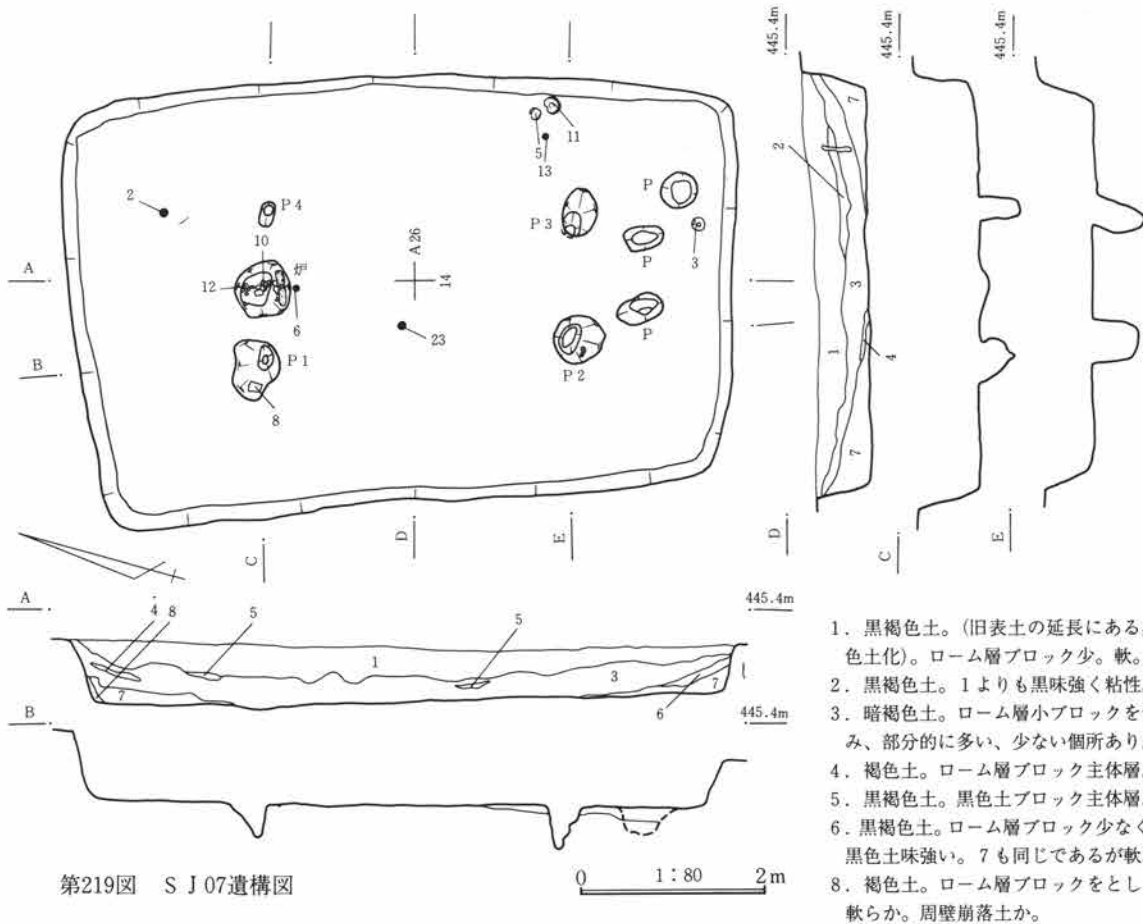 445.4m
445.4m
445.4m
11
5
13
2
P4
10
炉
12
6
P1
8
A26
14
23
P3
P
P
3
P
P2
A
B
C
D
E
2
7
3
1
4
7
D
C
E
A
4
8
5
1
5
3
7
6
7
445.4m
B
445.4m
1．黒褐色土。(旧表土の延長にある
色土化)。ローム層ブロック少。軟。
2．黒褐色土。1よりも黒味強く粘性
3．暗褐色土。ローム層小ブロックを
み、部分的に多い、少ない個所あり
4．褐色土。ローム層ブロック主体層
5．黒褐色土。黒色土ブロック主体層
6．黒褐色土。ローム層ブロック少なく
黒色土味強い。7も同じであるが軟
8．褐色土。ローム層ブロックをとし
軟らか。周壁崩落土か。
第219図　ＳＪ07遺構図
0　1：80　2m